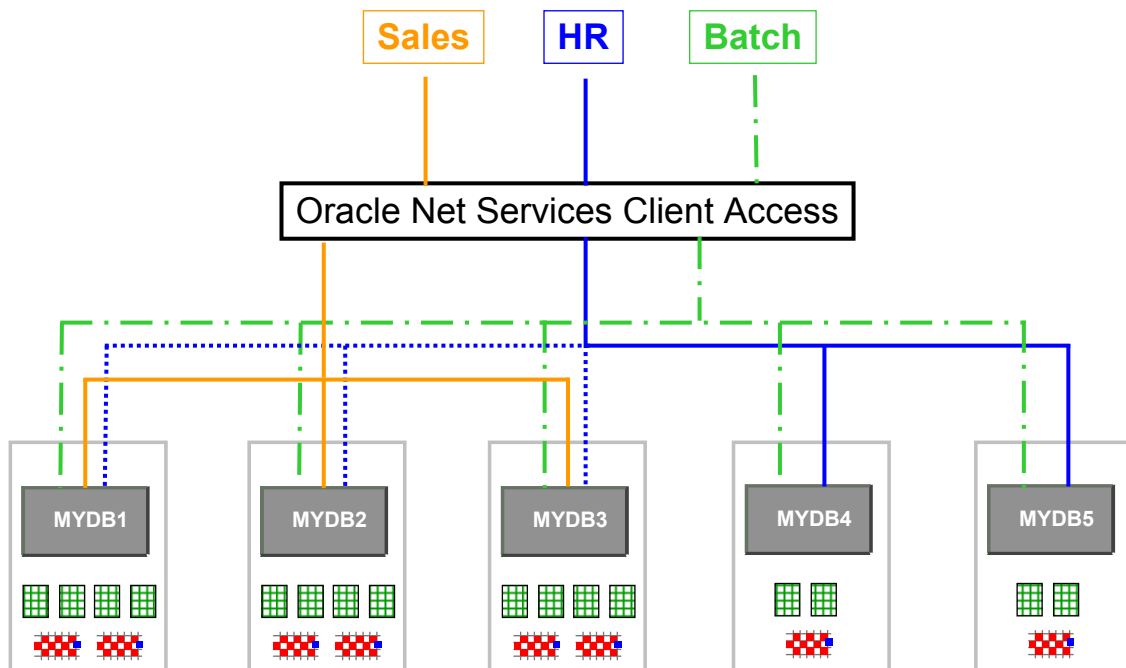 Sales
HR
Batch
Oracle Net Services Client Access
MYDB1
MYDB2
MYDB3
MYDB4
MYDB5